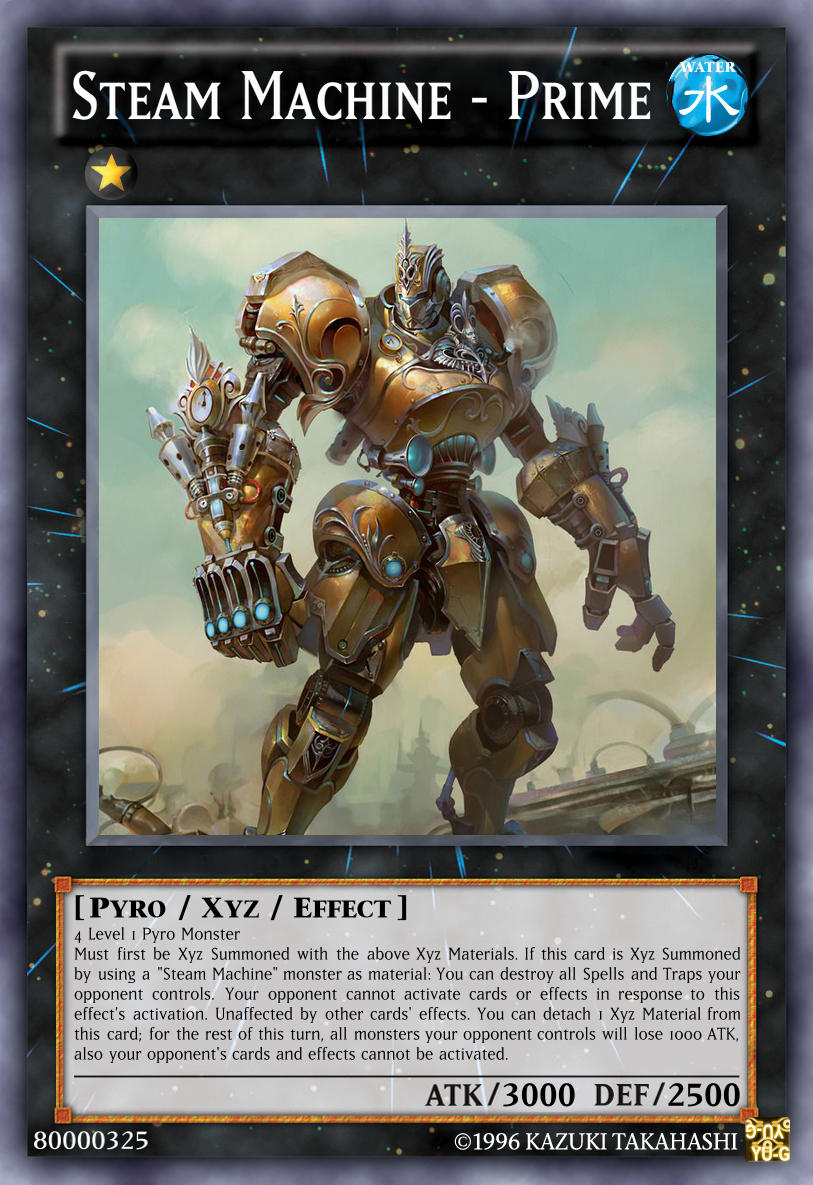 STEAM MACHINE - PRIME
WATER
水
[ PYRO / XYZ / EFFECT ]
4 Level 1 Pyro Monster
Must first be Xyz Summoned with the above Xyz Materials. If this card is Xyz Summoned
by using a "Steam Machine" monster as material: You can destroy all Spells and Traps your
opponent controls. Your opponent cannot activate cards or effects in response to this
effect's activation. Unaffected by other cards' effects. You can detach 1 Xyz Material from
this card; for the rest of this turn, all monsters your opponent controls will lose 1000 ATK,
also your opponent's cards and effects cannot be activated.
ATK/3000 DEF/2500
80000325
©1996 KAZUKI TAKAHASHI